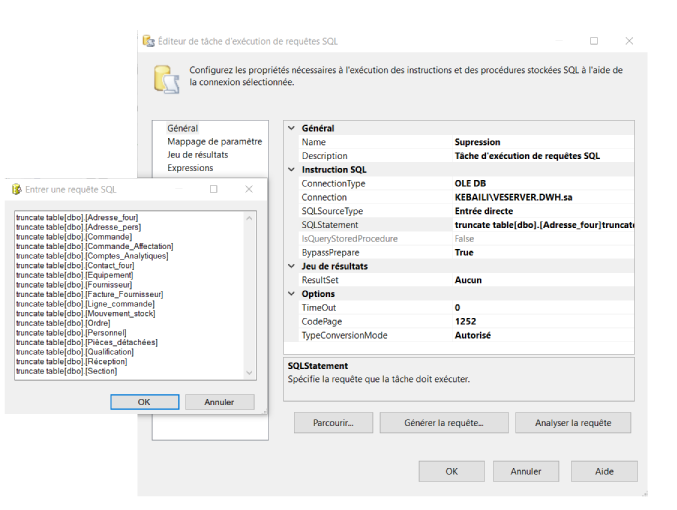 Éditeur de tâche d'exécution de requêtes SQL
Configurez les propriétés nécessaires à l'exécution des instructions et des procédures stockées SQL à l'aide de
la connexion sélectionnée.
Général
Mappage de paramètre
Jeu de résultats
Expressions
Général
Name Supression
Description Tâche d'exécution de requêtes SQL
Instruction SQL
ConnectionType OLE DB
Connection KEBAILI\VESERVER.DWH.sa
SQLSourceType Entrée directe
SQLStatement truncate table[dbo].[Adresse_four]truncate
IsQueryStoredProcedure False
BypassPrepare True
Jeu de résultats
ResultSet Aucun
Options
TimeOut 0
CodePage 1252
TypeConversionMode Autorisé
SQLStatement
Spécifie la requête que la tâche doit exécuter.
Parcourir... Générer la requête... Analyser la requête
OK Annuler Aide
Entrer une requête SQL
truncate table[dbo].[Adresse_four]
truncate table[dbo].[Adresse_pers]
truncate table[dbo].[Commande]
truncate table[dbo].[Commande_Affectation]
truncate table[dbo].[Comptes_Analytiques]
truncate table[dbo].[Contact_four]
truncate table[dbo].[Equipement]
truncate table[dbo].[Fournisseur]
truncate table[dbo].[Facture_Fournisseur]
truncate table[dbo].[Ligne_commande]
truncate table[dbo].[Mouvement_stock]
truncate table[dbo].[Ordre]
truncate table[dbo].[Personnel]
truncate table[dbo].[Pièces_détachées]
truncate table[dbo].[Qualification]
truncate table[dbo].[Réception]
truncate table[dbo].[Section]
OK Annuler